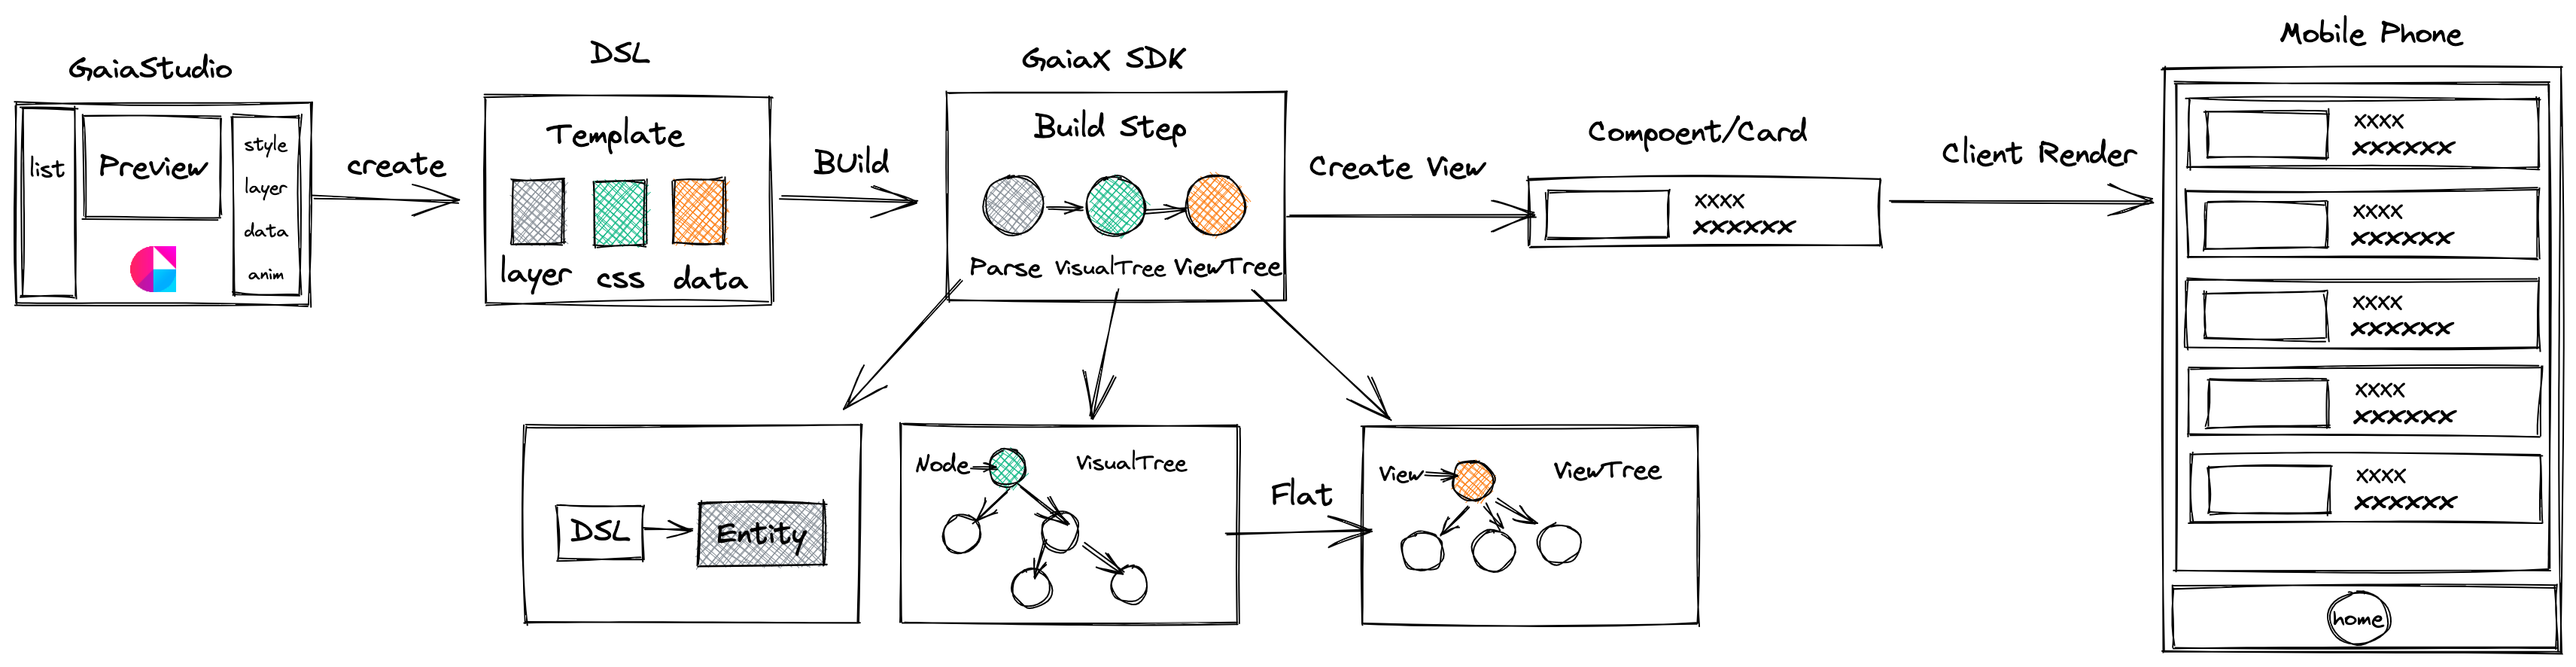 GaiaStudio
list
Preview
style
layer
data
anim
create
DSL
Template
layer css data
BUild
GaiaX SDK
Build Step
Parse VisualTree ViewTree
Create View
Compoent/Card
xxxx
xxxxxx
Client Render
Mobile Phone
xxxx
xxxxxx
xxxx
xxxxxx
xxxx
xxxxxx
xxxx
xxxxxx
xxxx
xxxxxx
home
DSL
Entity
Node
VisualTree
Flat
View
ViewTree